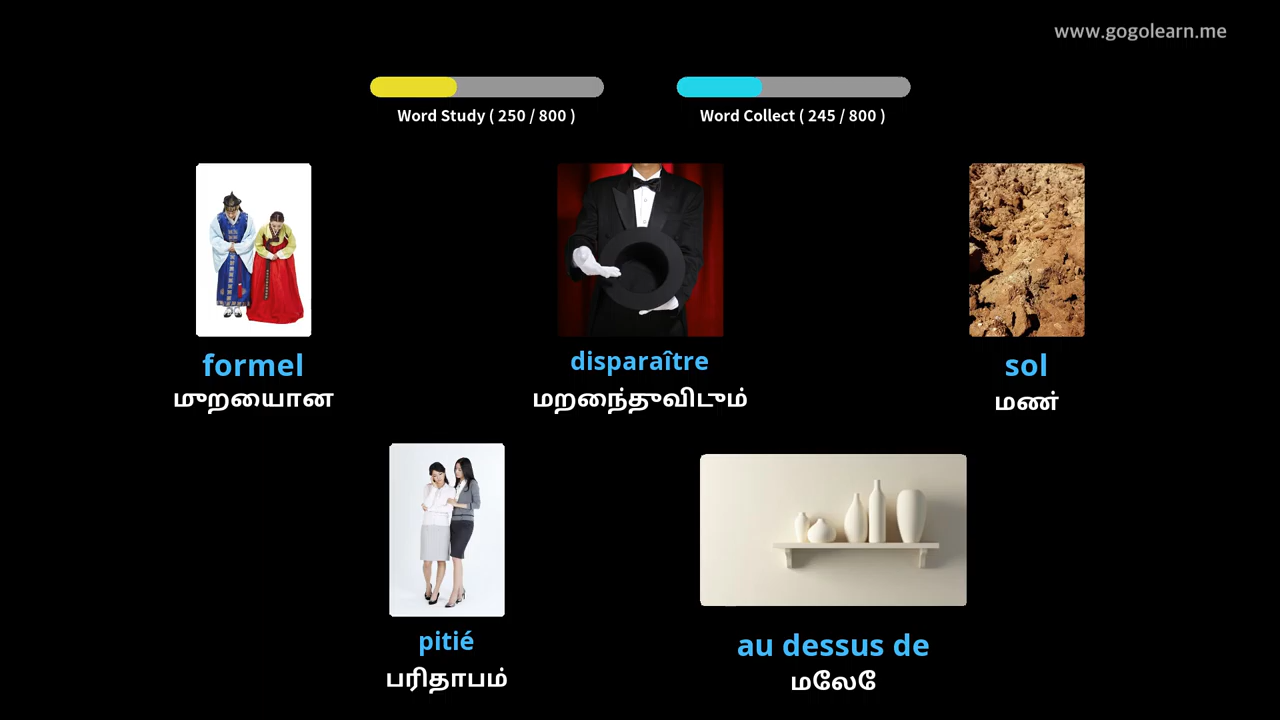 www.gogolearn.me
Word Study ( 250 / 800 )
Word Collect ( 245 / 800 )
formel
முறையான
disparaître
மறைந்துவிடும்
sol
மண்
pitié
பரிதாபம்
au dessus de
மேலே